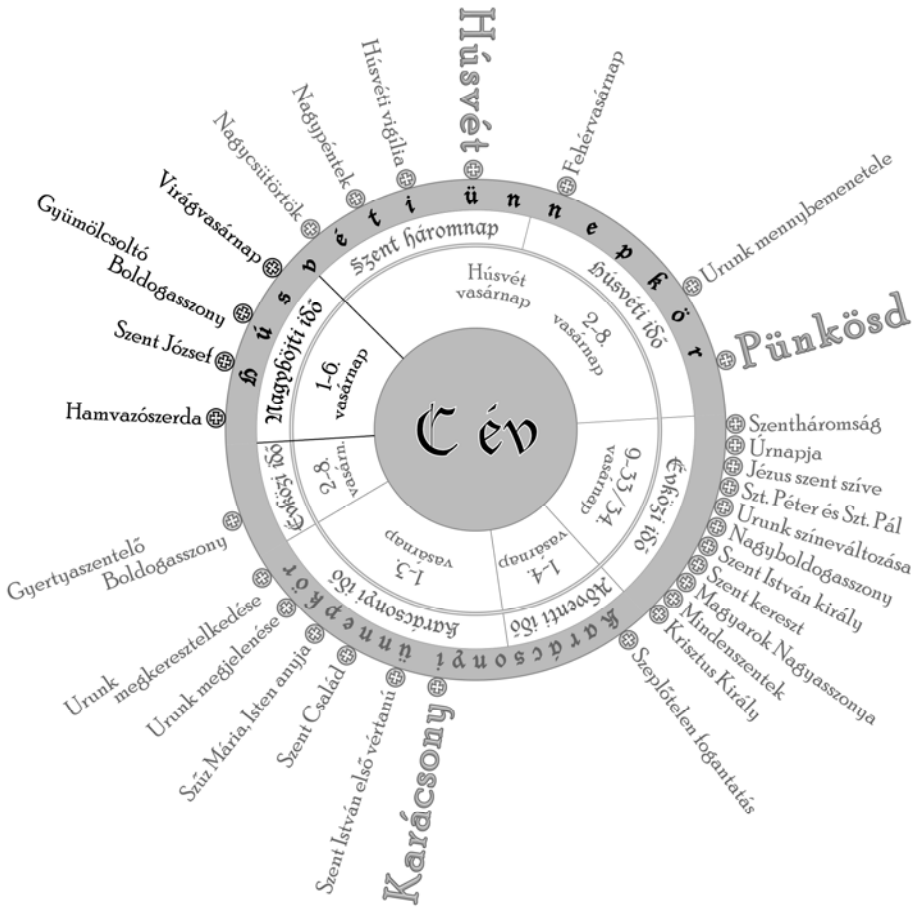 Húsvét
Fehérvasárnap
Urunk mennybemenetele
Pünkösd
Szentháromság
Úrnapja
Jézus szent szíve
Szt. Péter és Szt. Pál
Urunk színeváltozása
Nagyboldogasszony
Szent István király
Szent kereszt
Magyarok Nagyasszonya
Mindenszentek
Krisztus Király
Szeplőtelen fogantatás
Karácsony
Szent István első vértanú
Szent Család
Szűz Mária, Isten anyja
Urunk megjelenése
Urunk
megkeresztelkedése
Gyertyaszentelő
Boldogasszony
Hamvazószerda
Szent József
Gyümölcsoltó
Boldogasszony
Virágvasárnap
Nagycsütörtök
Nagypéntek
Húsvéti vigília
Húsvéti ünnepkör
Karácsonyi ünnepkör
Szent háromnap
Húsvéti idő
Évközi idő
Adventi idő
Karácsonyi idő
Évközi idő
Nagyböjti idő
Húsvét
vasárnap
2-8.
vasárnap
9-33/34.
vasárnap
1-4.
vasárnap
1-3.
vasárnap
2-8.
vasárn.
1-6.
vasárnap
C év